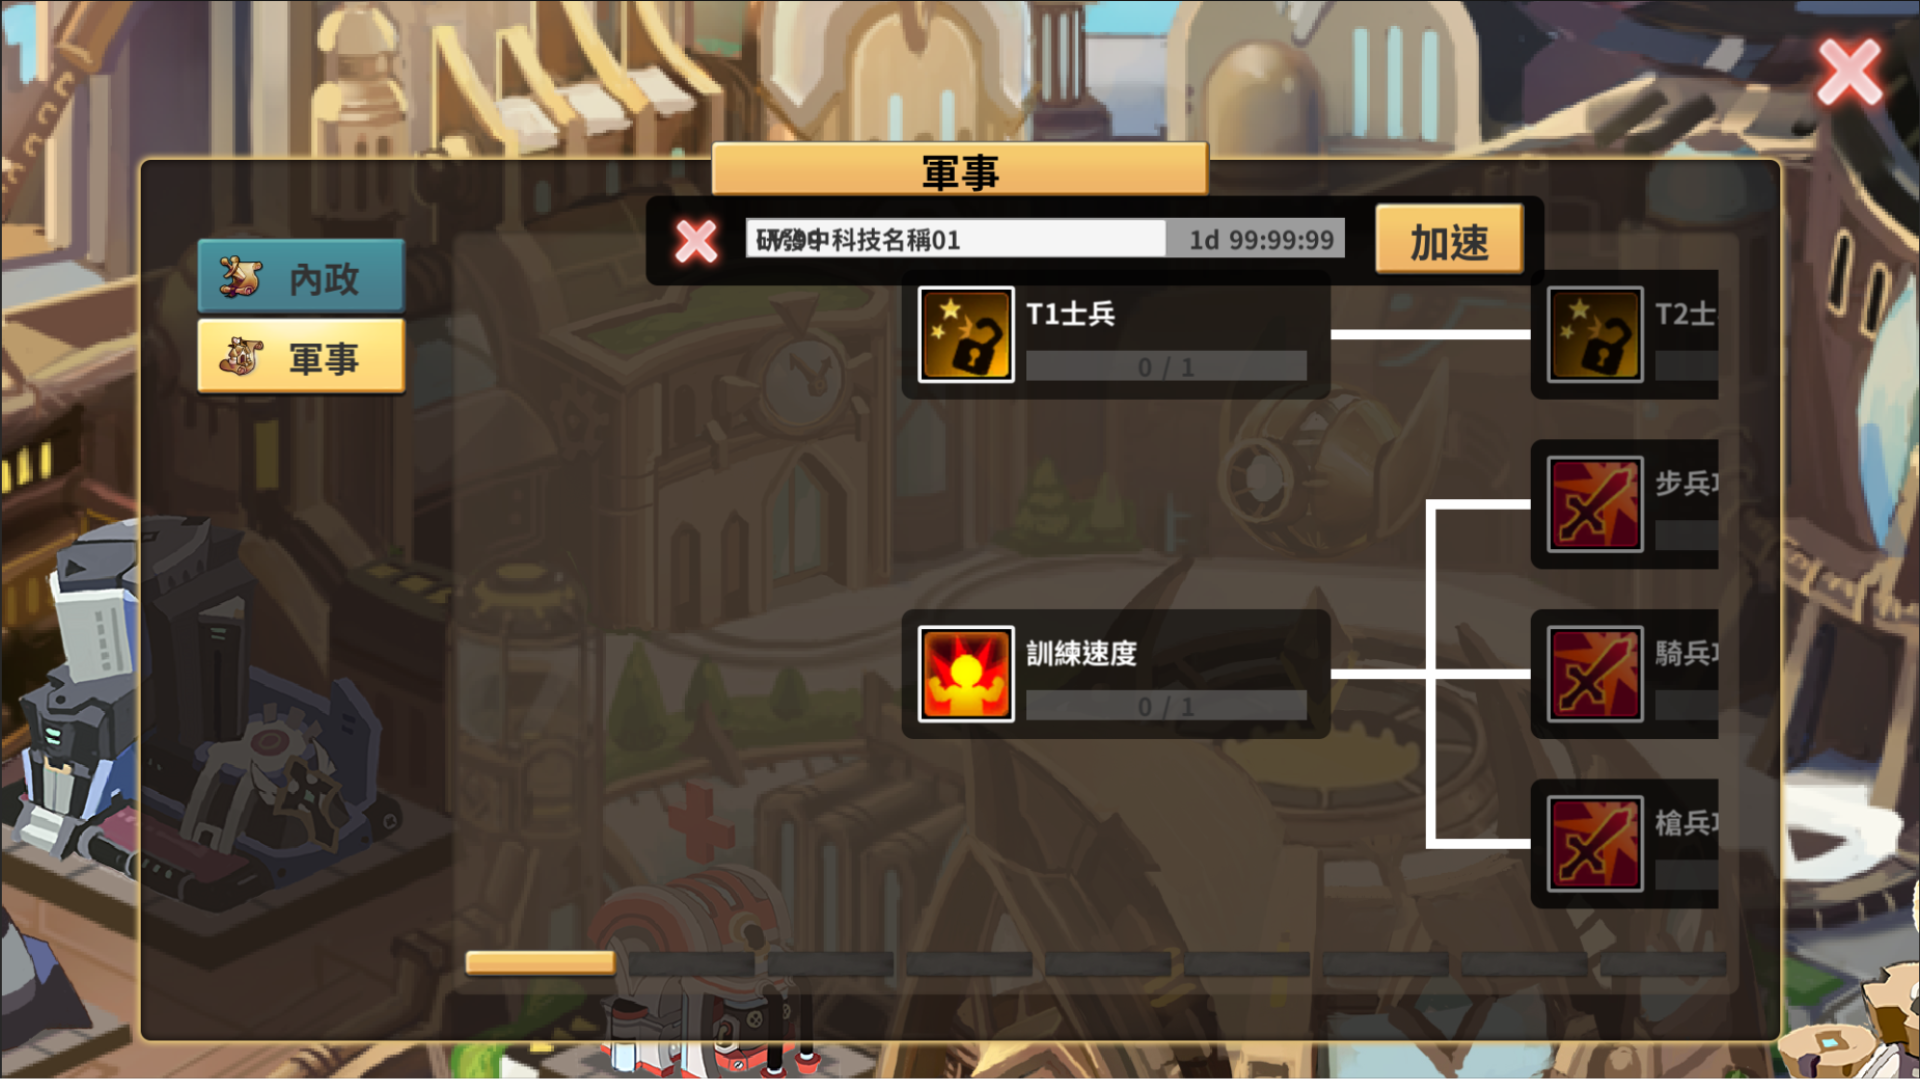 軍事
研發中科技名稱01
1d 99:99:99
加速
內政
軍事
T1士兵
0 / 1
T2士
步兵
訓練速度
0 / 1
騎兵
槍兵